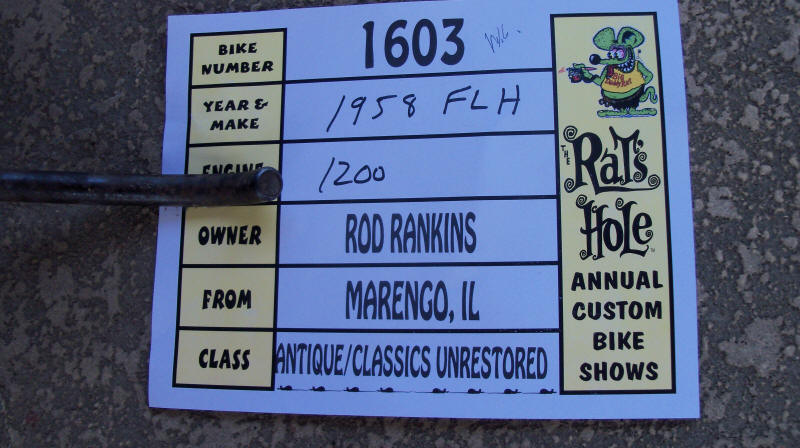 BIKE NUMBER 1603
YEAR & MAKE 1958 FLH
ENGINE 1200
OWNER ROD RANKINS
FROM MARENGO, IL
CLASS ANTIQUE/CLASSICS UNRESTORED
THE
RAT'S
HOLE
ANNUAL
CUSTOM
BIKE
SHOWS